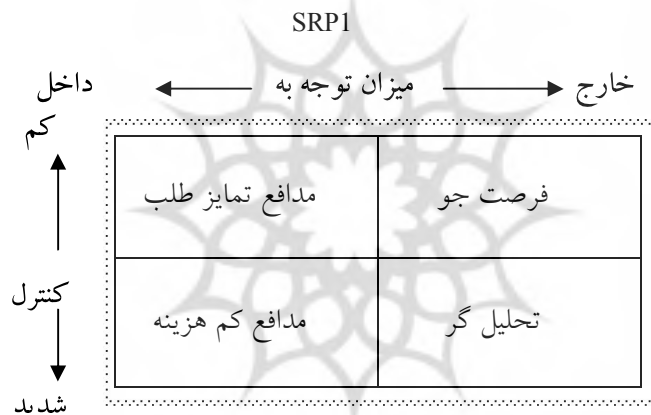 SRP1
خارج میزان توجه به داخل
کم
فرصت جو مدافع تمایز طلب
کنترل
تحلیل گر مدافع کم هزینه
شدید